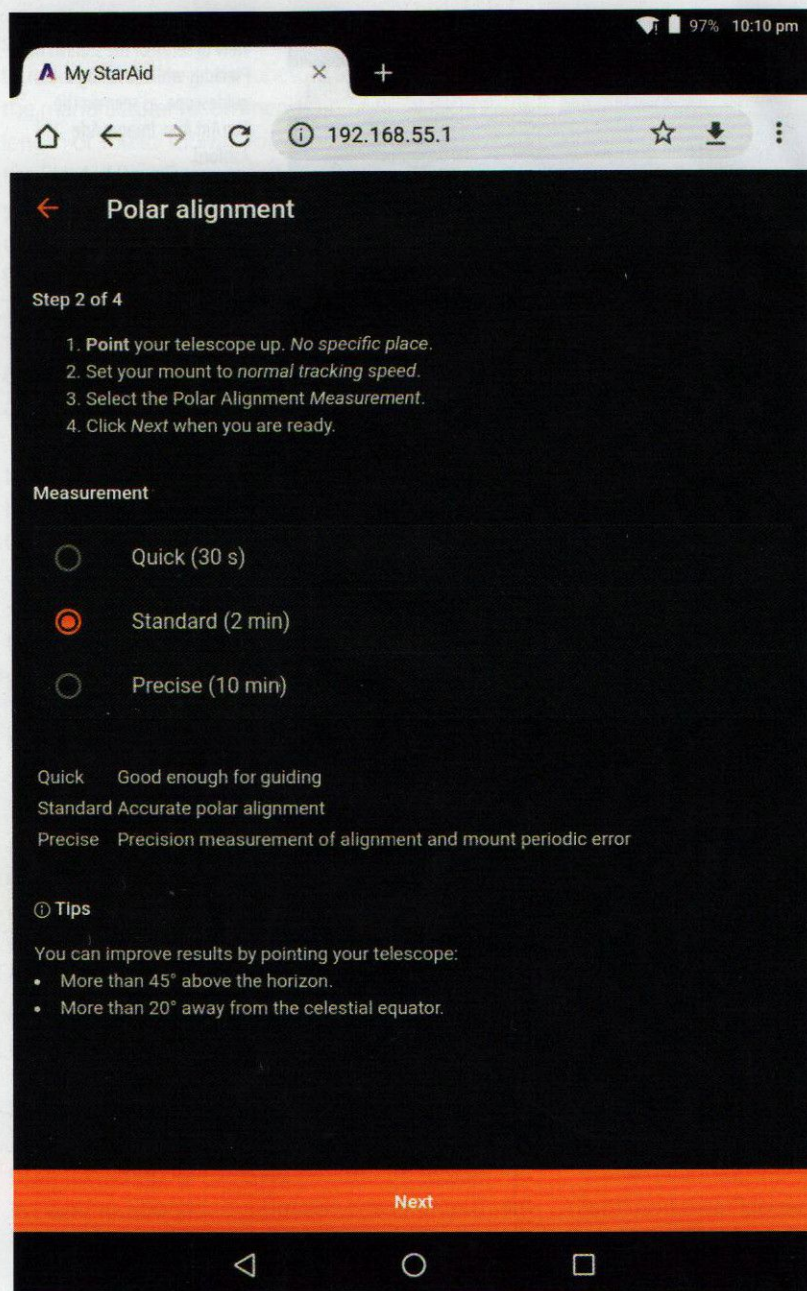 97% 10:10 pm
My StarAid
192.168.55.1
Polar alignment
Step 2 of 4
1. Point your telescope up. No specific place.
2. Set your mount to normal tracking speed.
3. Select the Polar Alignment Measurement.
4. Click Next when you are ready.
Measurement
Quick (30 s)
Standard (2 min)
Precise (10 min)
Quick Good enough for guiding
Standard Accurate polar alignment
Precise Precision measurement of alignment and mount periodic error
Tips
You can improve results by pointing your telescope:
• More than 45° above the horizon.
• More than 20° away from the celestial equator.
Next